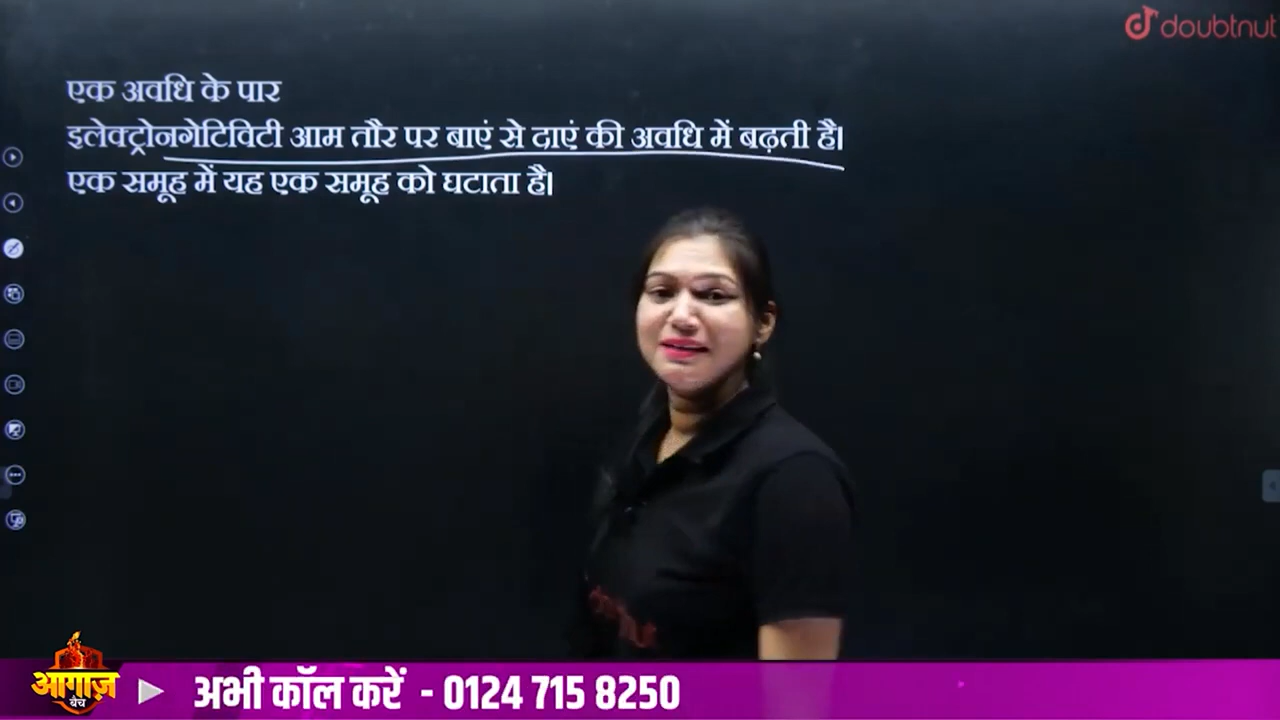 doubtnut
एक अवधि के पार
इलेक्ट्रोनगेटिविटी आम तौर पर बाएं से दाएं की अवधि में बढ़ती है।
एक समूह में यह एक समूह को घटाता है।
आगाज़
बैच
अभी कॉल करें - 0124 715 8250